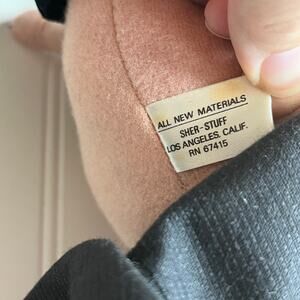 ALL NEW MATERIALS
SHER-STUFF
LOS ANGELES, CALIF.
RN 67415